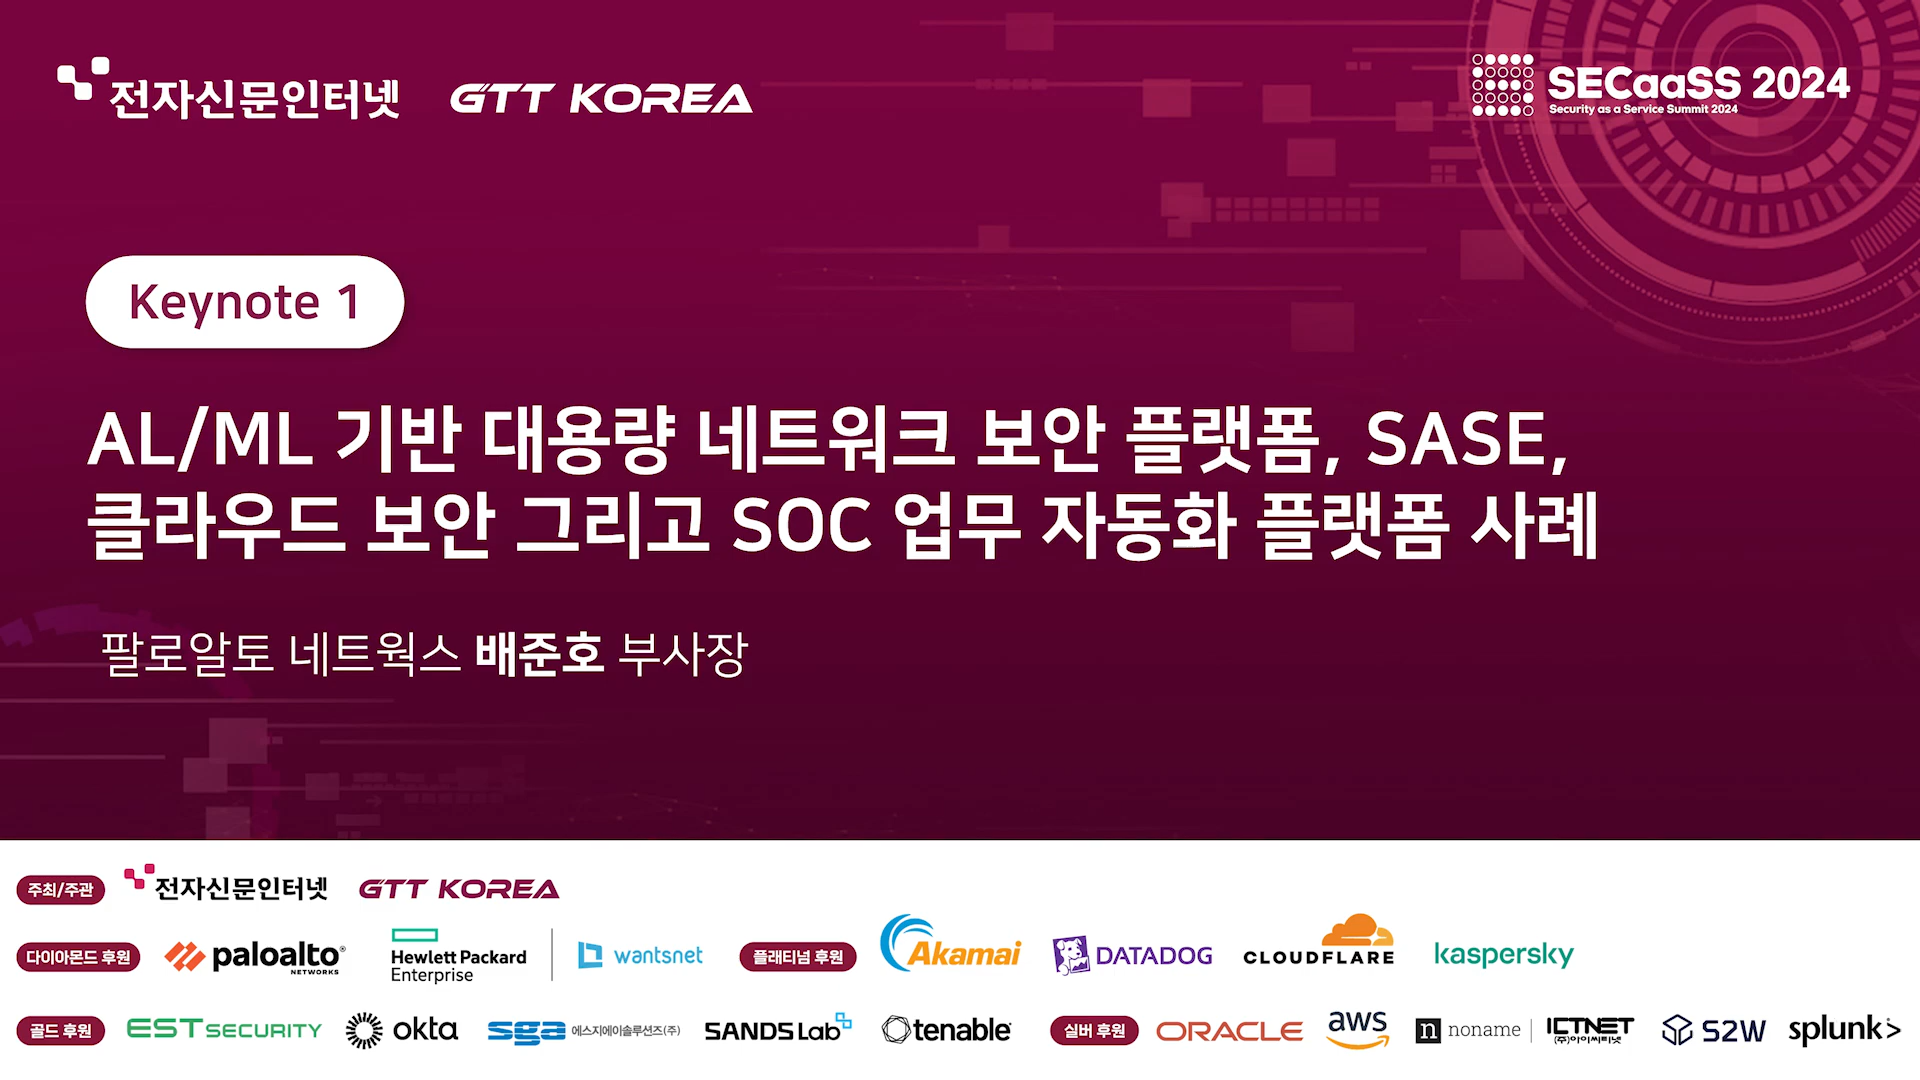 전자신문인터넷 GTT KOREA
SECaaSS 2024
Security as a Service Summit 2024
Keynote 1
AL/ML 기반 대용량 네트워크 보안 플랫폼, SASE,
클라우드 보안 그리고 SOC 업무 자동화 플랫폼 사례
팔로알토 네트웍스 배준호 부사장
주최/주관 전자신문인터넷 GTT KOREA
다이아몬드 후원 paloalto® NETWORKS Hewlett Packard Enterprise wantsnet 플래티넘 후원 Akamai DATADOG CLOUDFLARE kaspersky
골드 후원 ESTSECURITY okta sga 에스지에이솔루션즈(주) SANDS Lab tenable 실버 후원 ORACLE aws n noname ICTNET (주)아이씨티넷 S2W splunk>